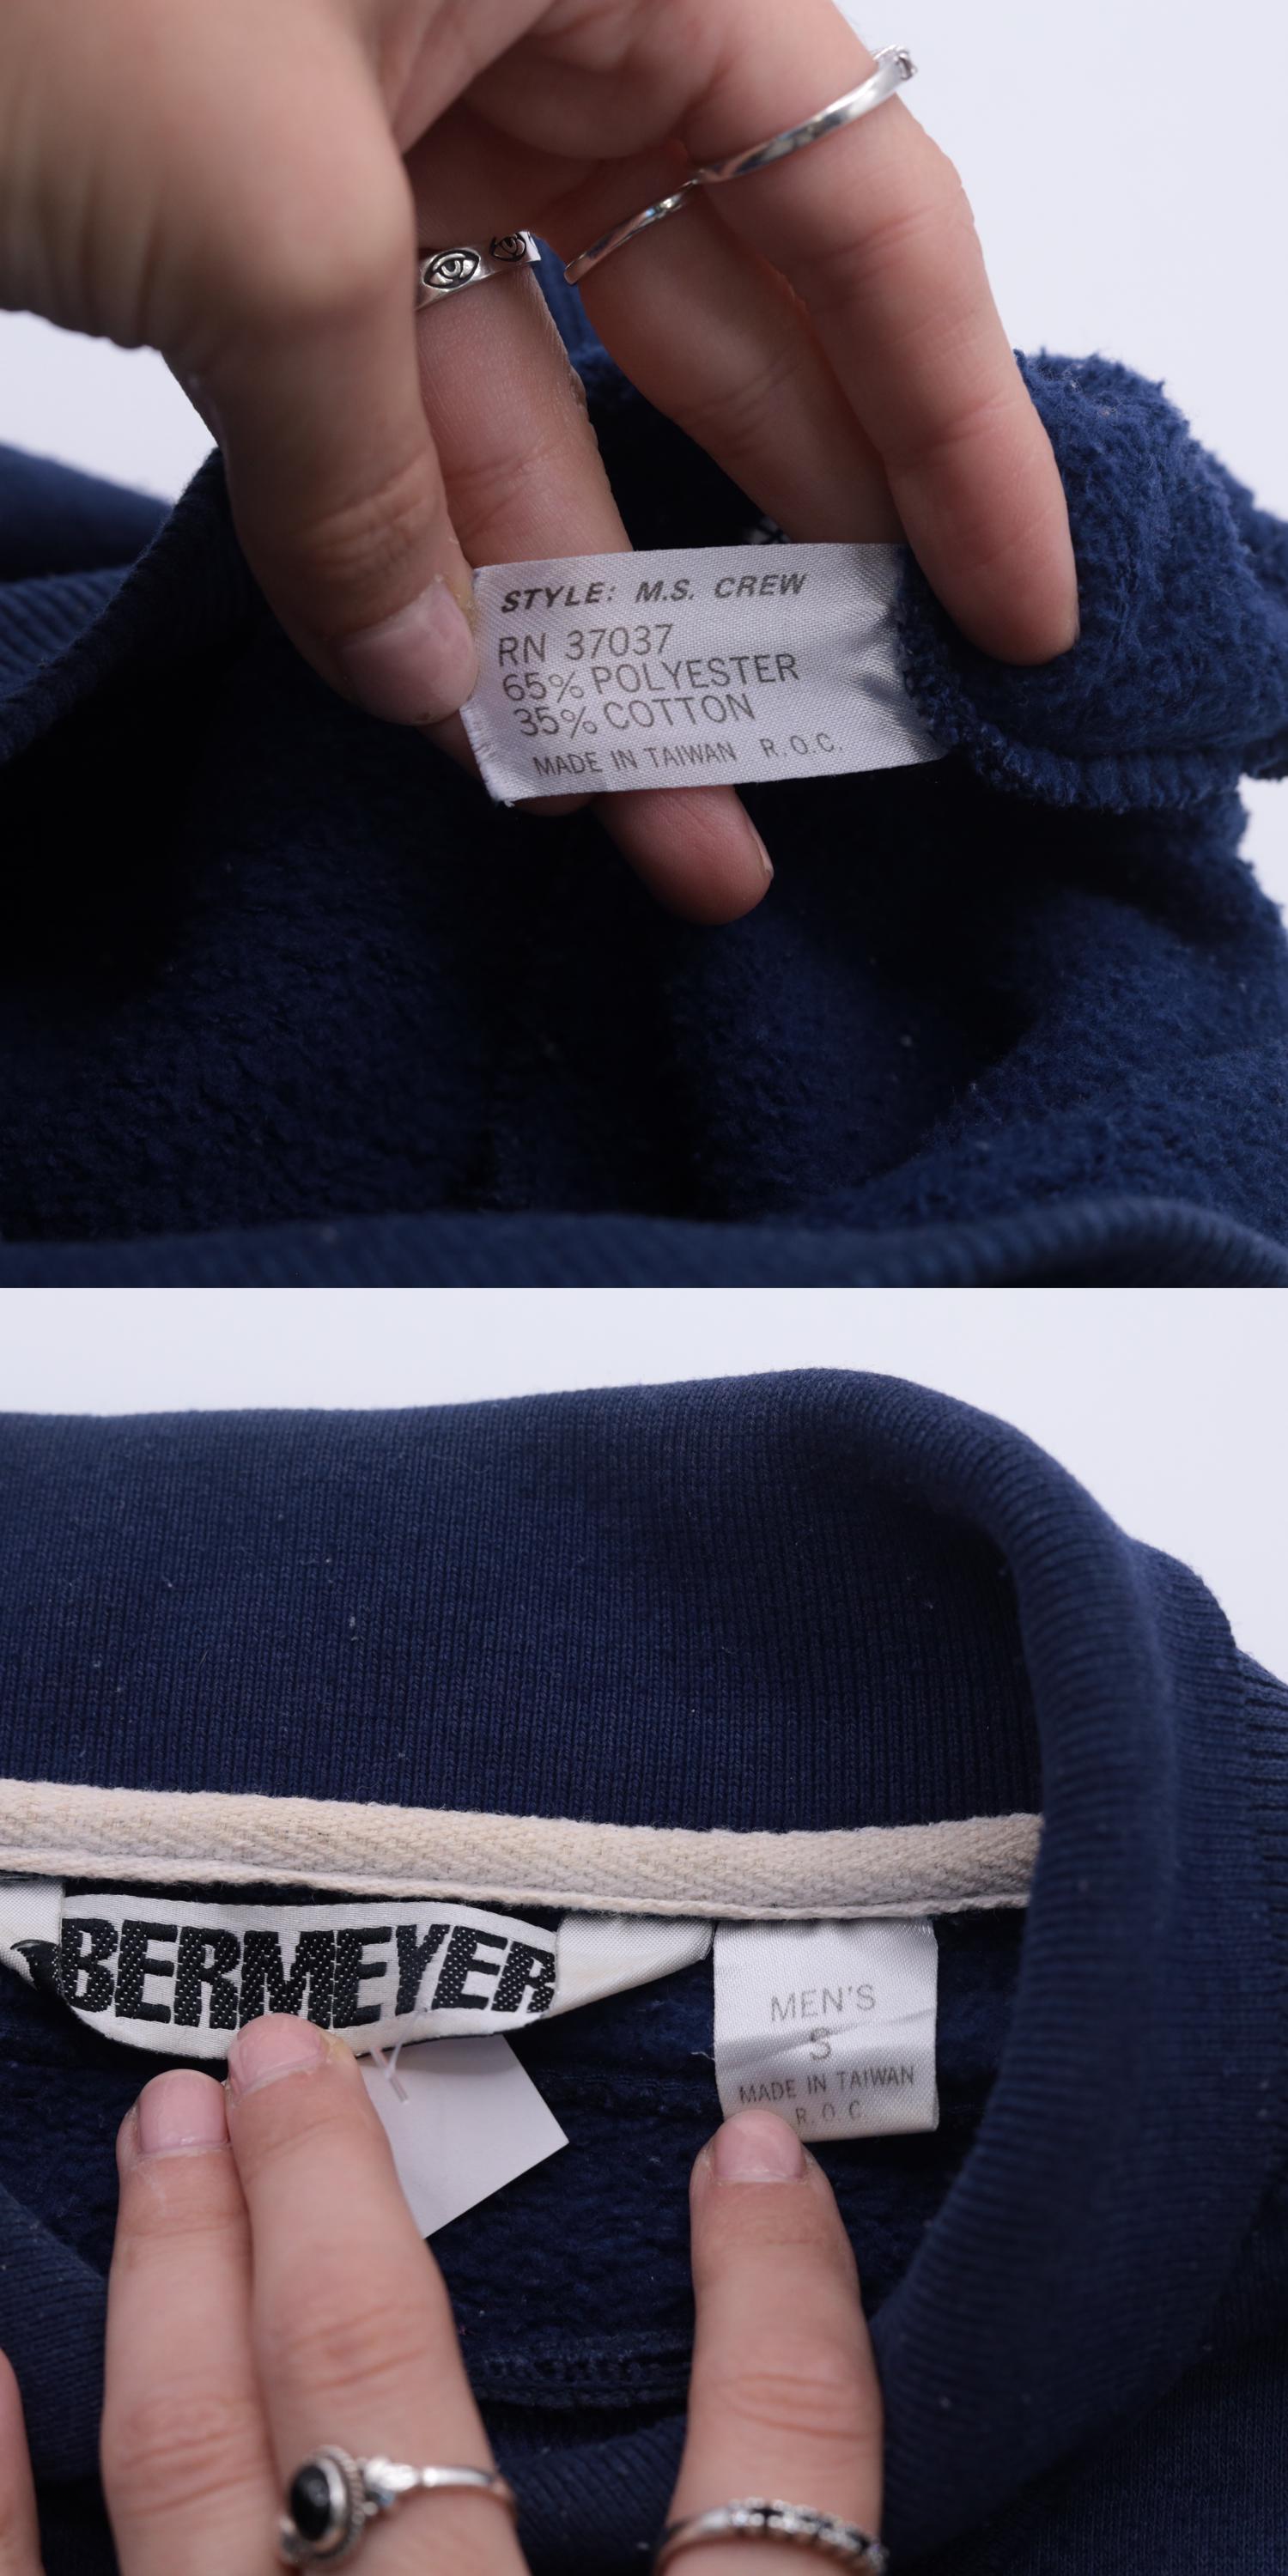 STYLE: M.S. CREW
RN 37037
65% POLYESTER
35% COTTON
MADE IN TAIWAN R.O.C.
BERMEYER
MEN'S
S
MADE IN TAIWAN
R.O.C.